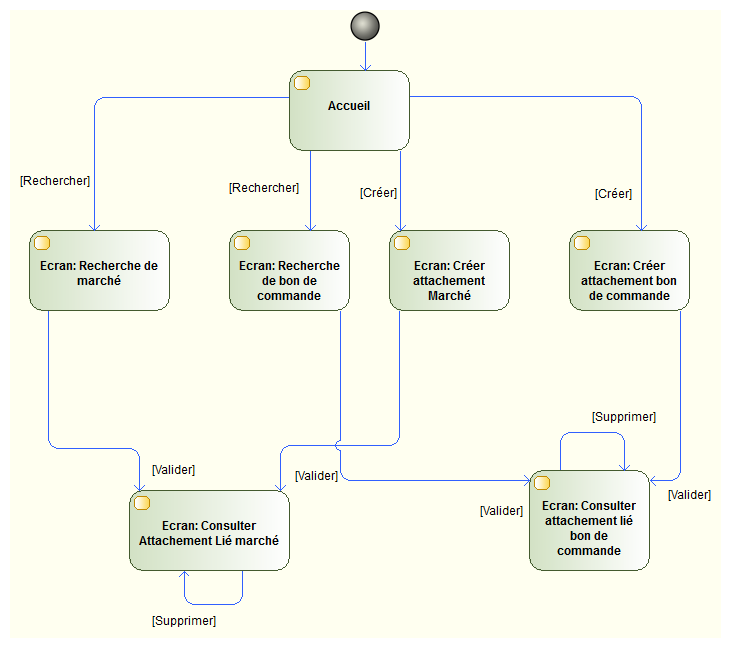 Accueil
[Rechercher]
[Rechercher]
[Créer]
[Créer]
Ecran: Recherche de
marché
Ecran: Recherche
de bon de
commande
Ecran: Créer
attachement
Marché
Ecran: Créer
attachement bon
de commande
[Supprimer]
[Valider]
[Valider]
[Valider]
[Valider]
Ecran: Consulter
Attachement Lié marché
Ecran: Consulter
attachement lié
bon de
commande
[Supprimer]